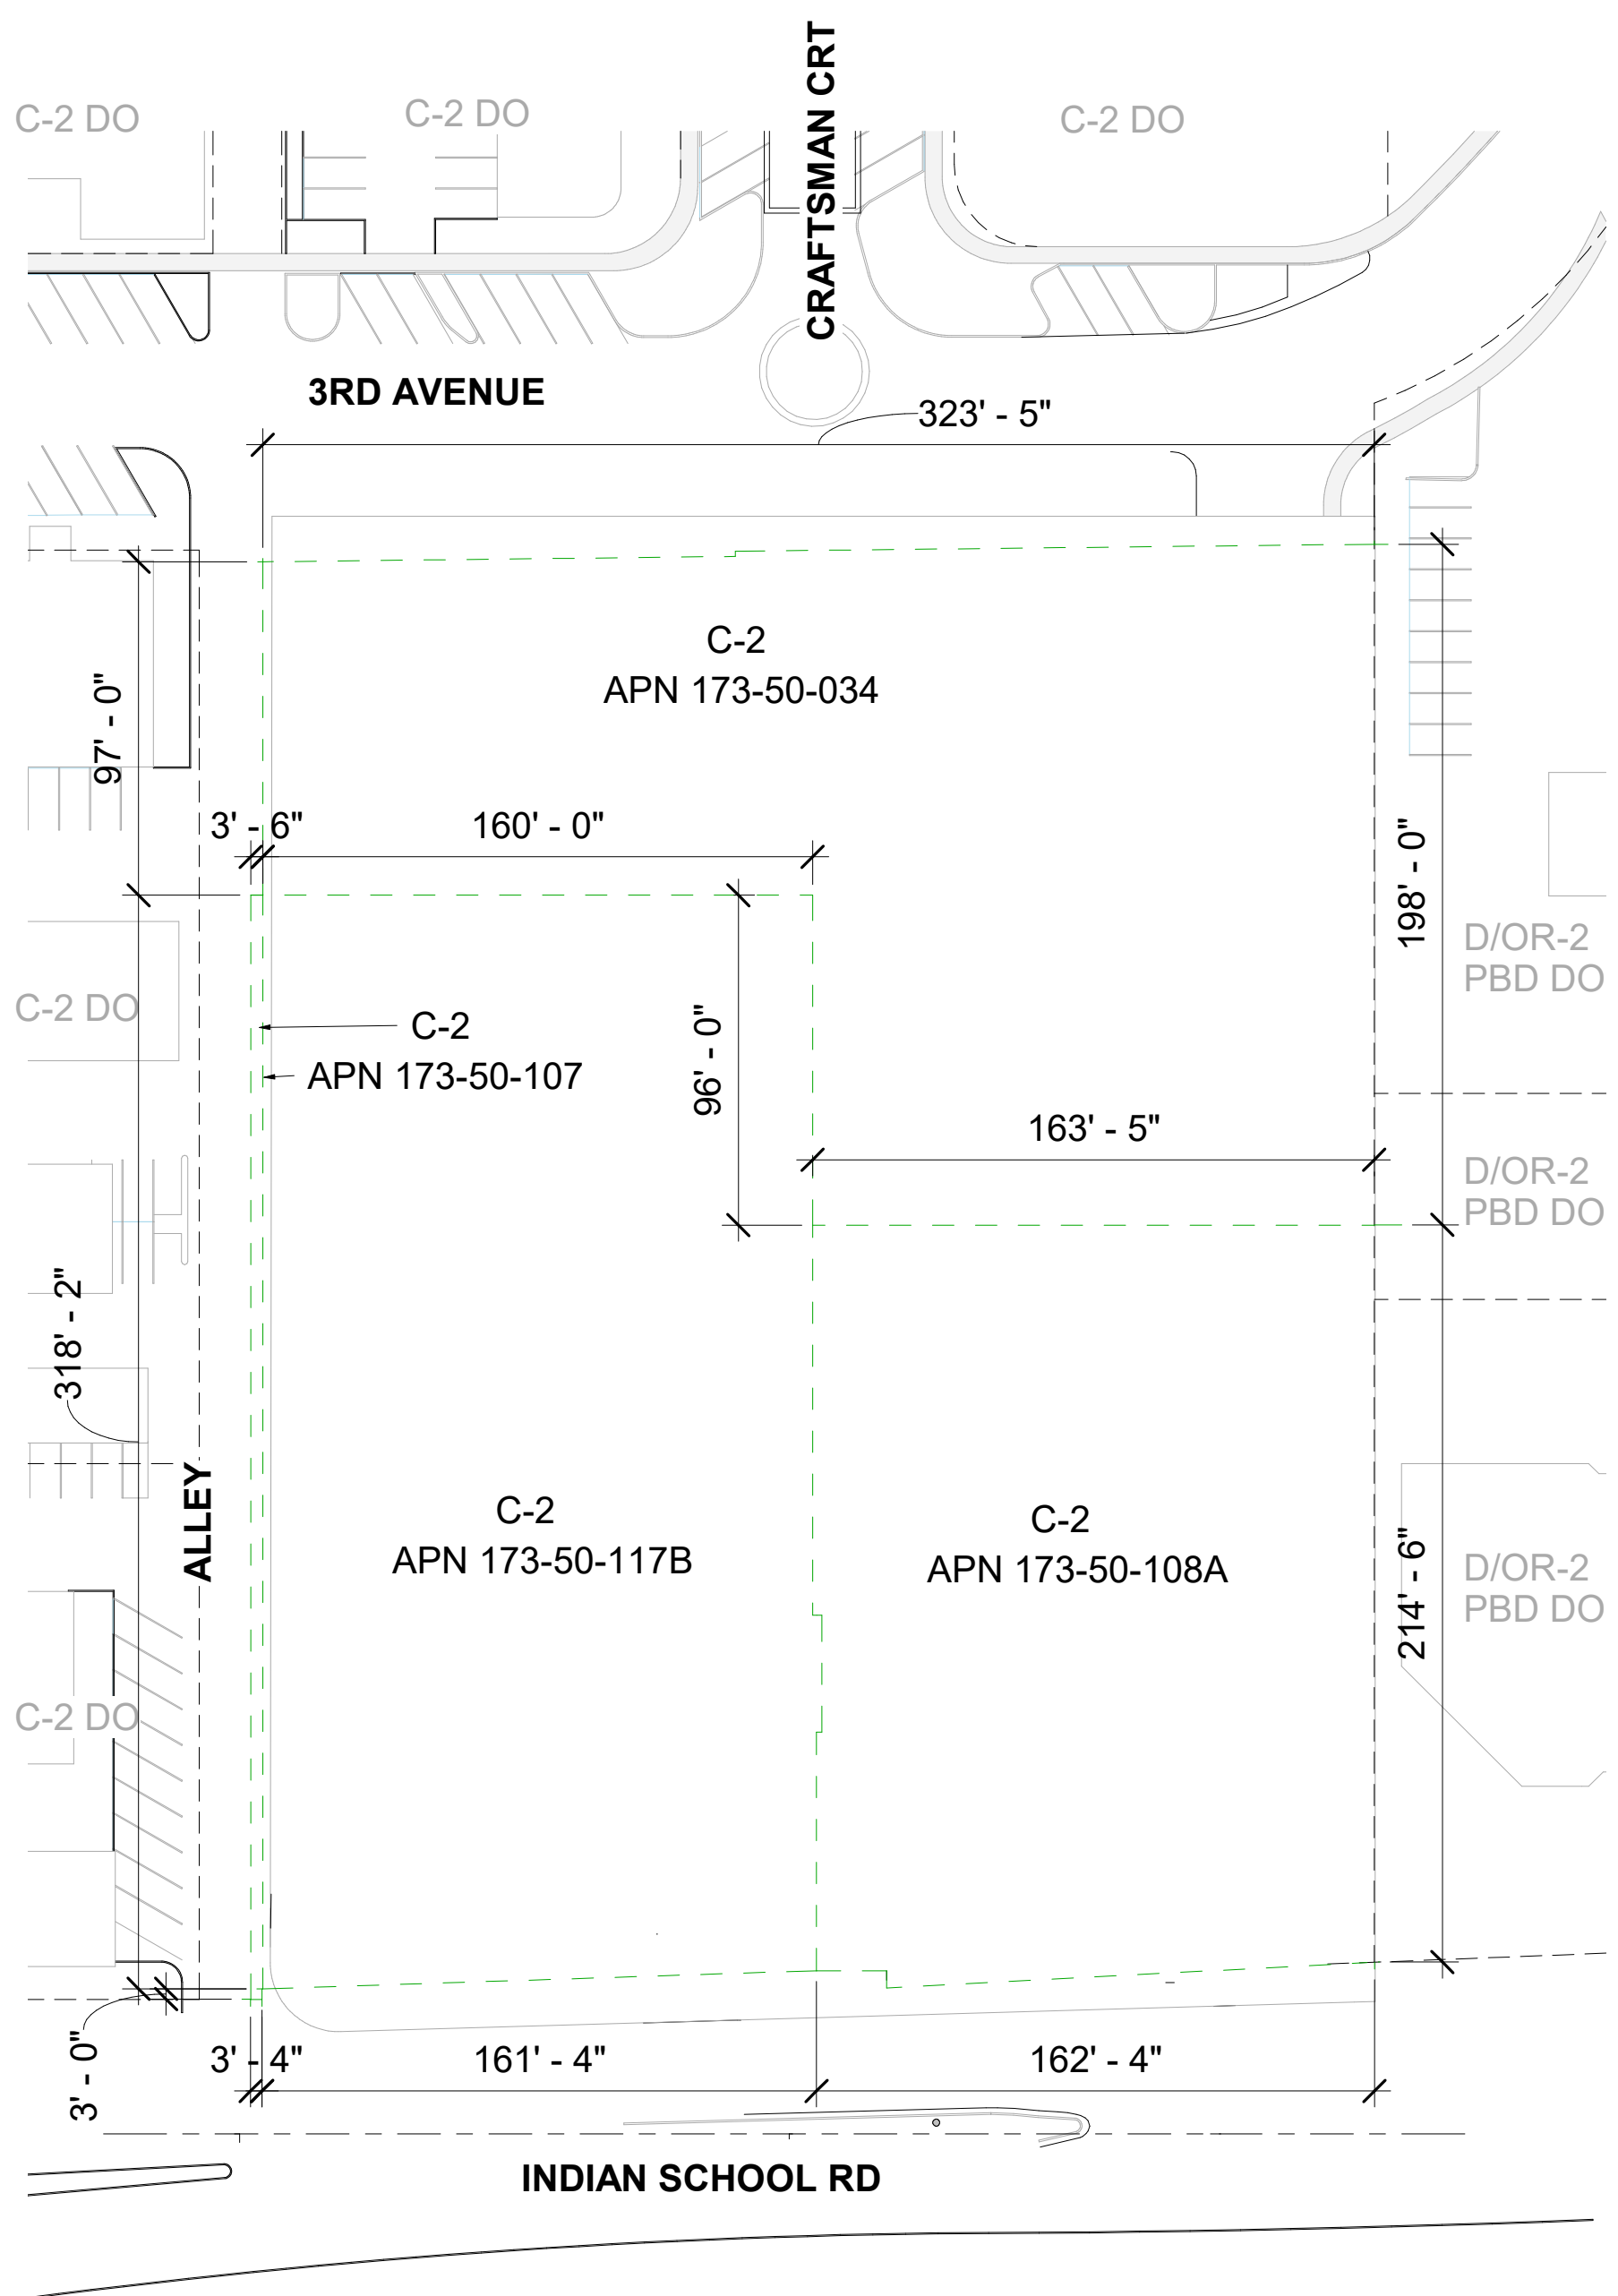 CRAFTSMAN CRT
C-2 DO
C-2 DO
C-2 DO
3RD AVENUE
323' - 5"
C-2
APN 173-50-034
97' - 0"
3' - 6"
160' - 0"
198' - 0"
D/OR-2
PBD DO
C-2 DO
C-2
APN 173-50-107
96' - 0"
163' - 5"
D/OR-2
PBD DO
318' - 2"
ALLEY
C-2
APN 173-50-117B
C-2
APN 173-50-108A
214' - 6"
D/OR-2
PBD DO
C-2 DO
3' - 0"
3' - 4"
161' - 4"
162' - 4"
INDIAN SCHOOL RD